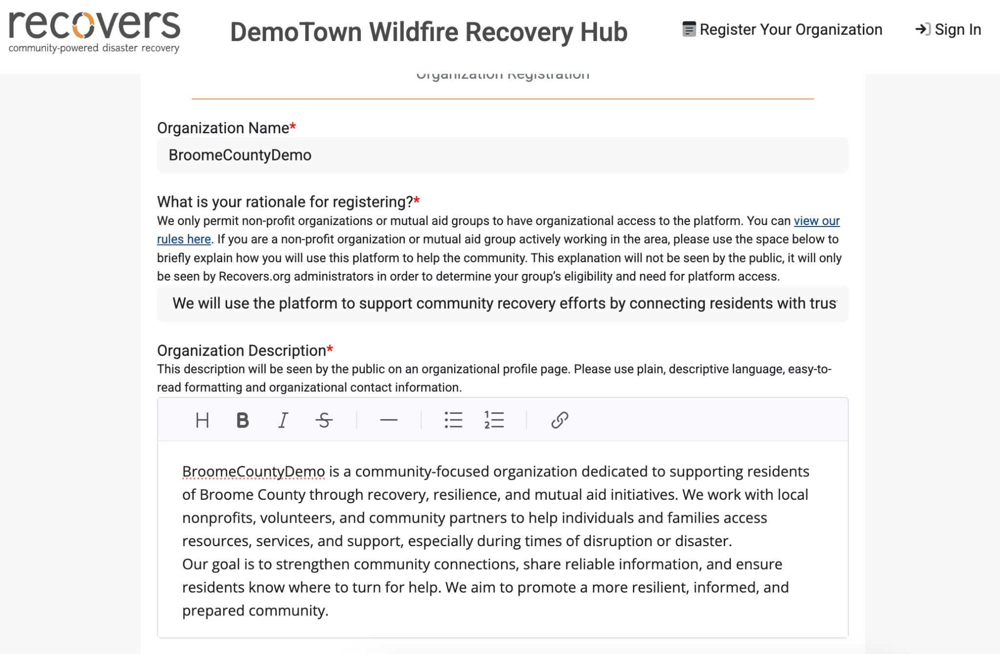 recovers
community-powered disaster recovery
DemoTown Wildfire Recovery Hub
Register Your Organization
Sign In
Organization Registration
Organization Name*
BroomeCountyDemo
What is your rationale for registering?*
We only permit non-profit organizations or mutual aid groups to have organizational access to the platform. You can view our
rules here. If you are a non-profit organization or mutual aid group actively working in the area, please use the space below to
briefly explain how you will use this platform to help the community. This explanation will not be seen by the public, it will only
be seen by Recovers.org administrators in order to determine your group’s eligibility and need for platform access.
We will use the platform to support community recovery efforts by connecting residents with trus
Organization Description*
This description will be seen by the public on an organizational profile page. Please use plain, descriptive language, easy-to-
read formatting and organizational contact information.
H B I S
BroomeCountyDemo is a community-focused organization dedicated to supporting residents
of Broome County through recovery, resilience, and mutual aid initiatives. We work with local
nonprofits, volunteers, and community partners to help individuals and families access
resources, services, and support, especially during times of disruption or disaster.
Our goal is to strengthen community connections, share reliable information, and ensure
residents know where to turn for help. We aim to promote a more resilient, informed, and
prepared community.